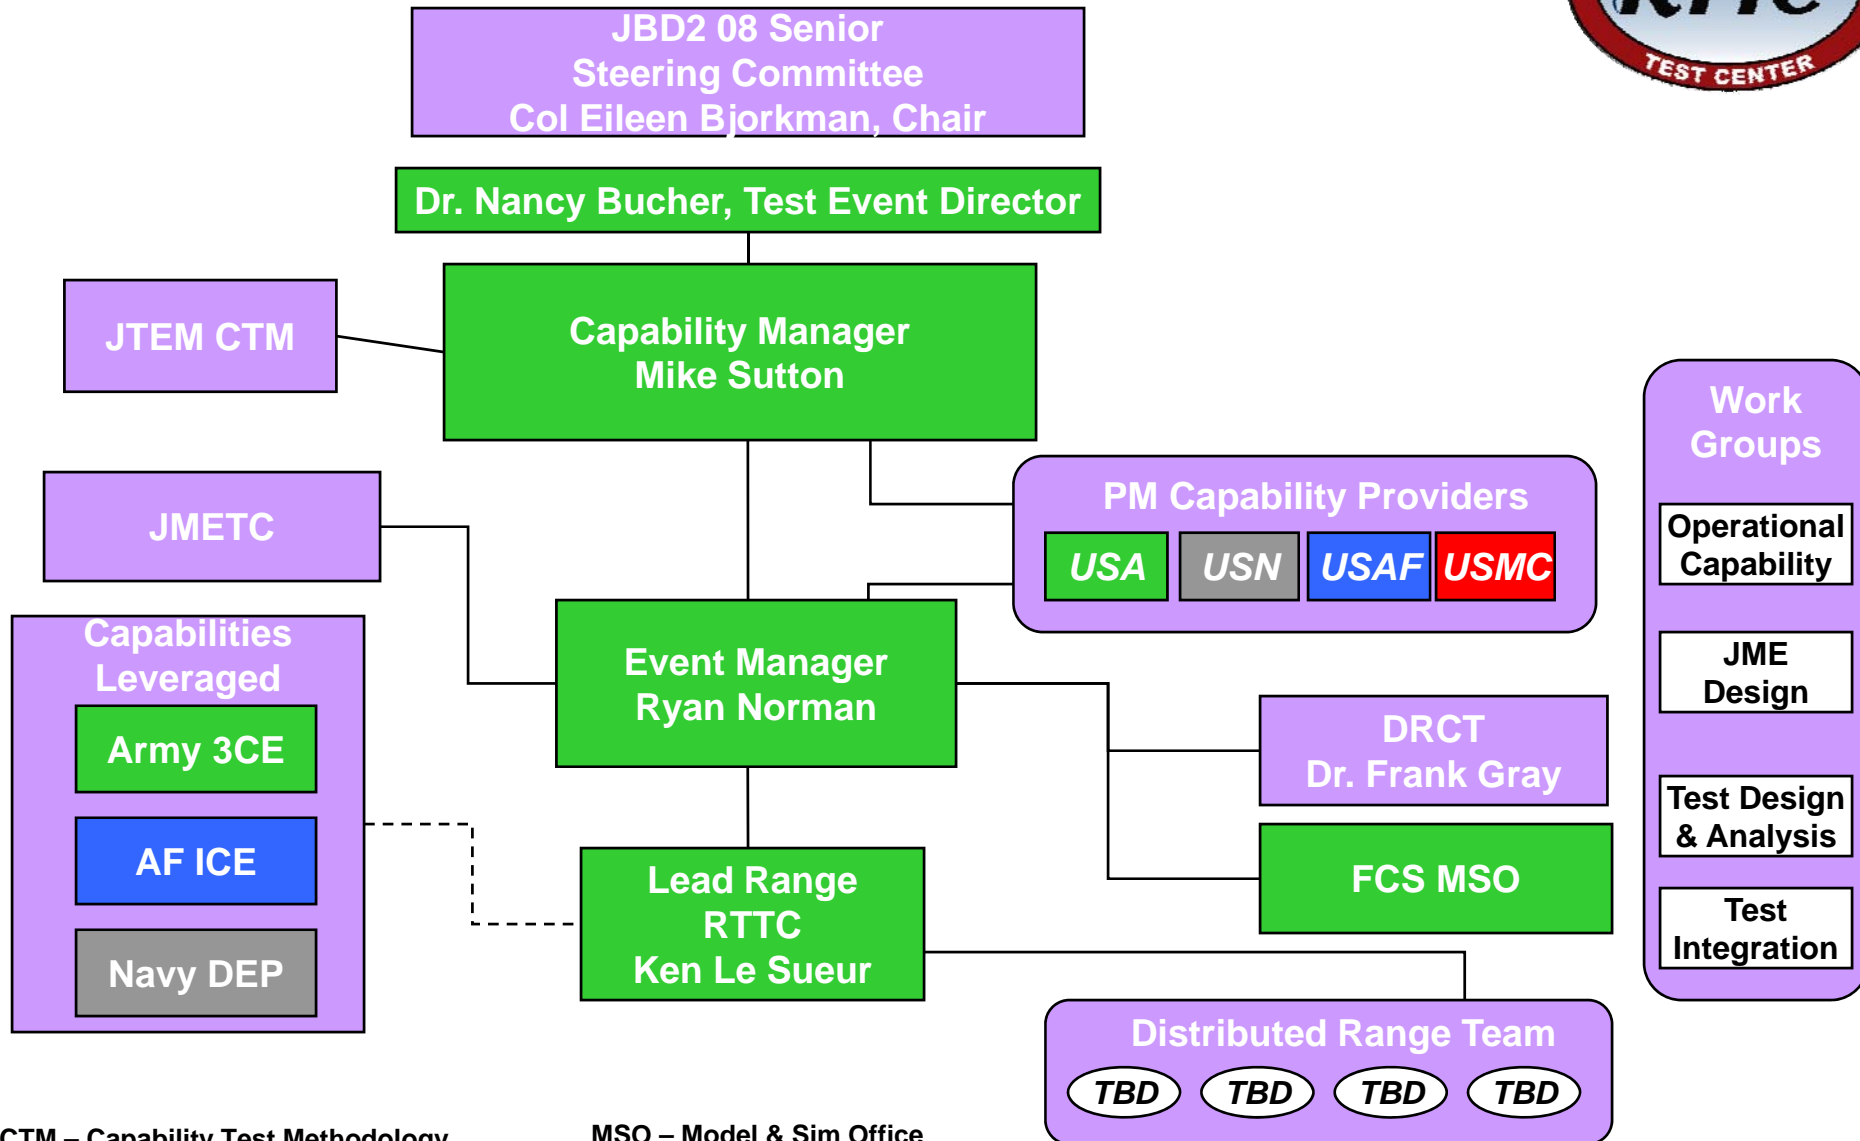 JBD2 08 Senior
Steering Committee
Col Eileen Bjorkman, Chair
TEST CENTER
Dr. Nancy Bucher, Test Event Director
JTEM CTM
Capability Manager
Mike Sutton
JMETC
PM Capability Providers
USA USN USAF USMC
Work
Groups
Operational
Capability
JME
Design
Test Design
& Analysis
Test
Integration
Capabilities
Leveraged
Army 3CE
AF ICE
Navy DEP
Event Manager
Ryan Norman
DRCT
Dr. Frank Gray
FCS MSO
Lead Range
RTTC
Ken Le Sueur
Distributed Range Team
TBD TBD TBD TBD
CTM – Capability Test Methodology
MSO – Model & Sim Office